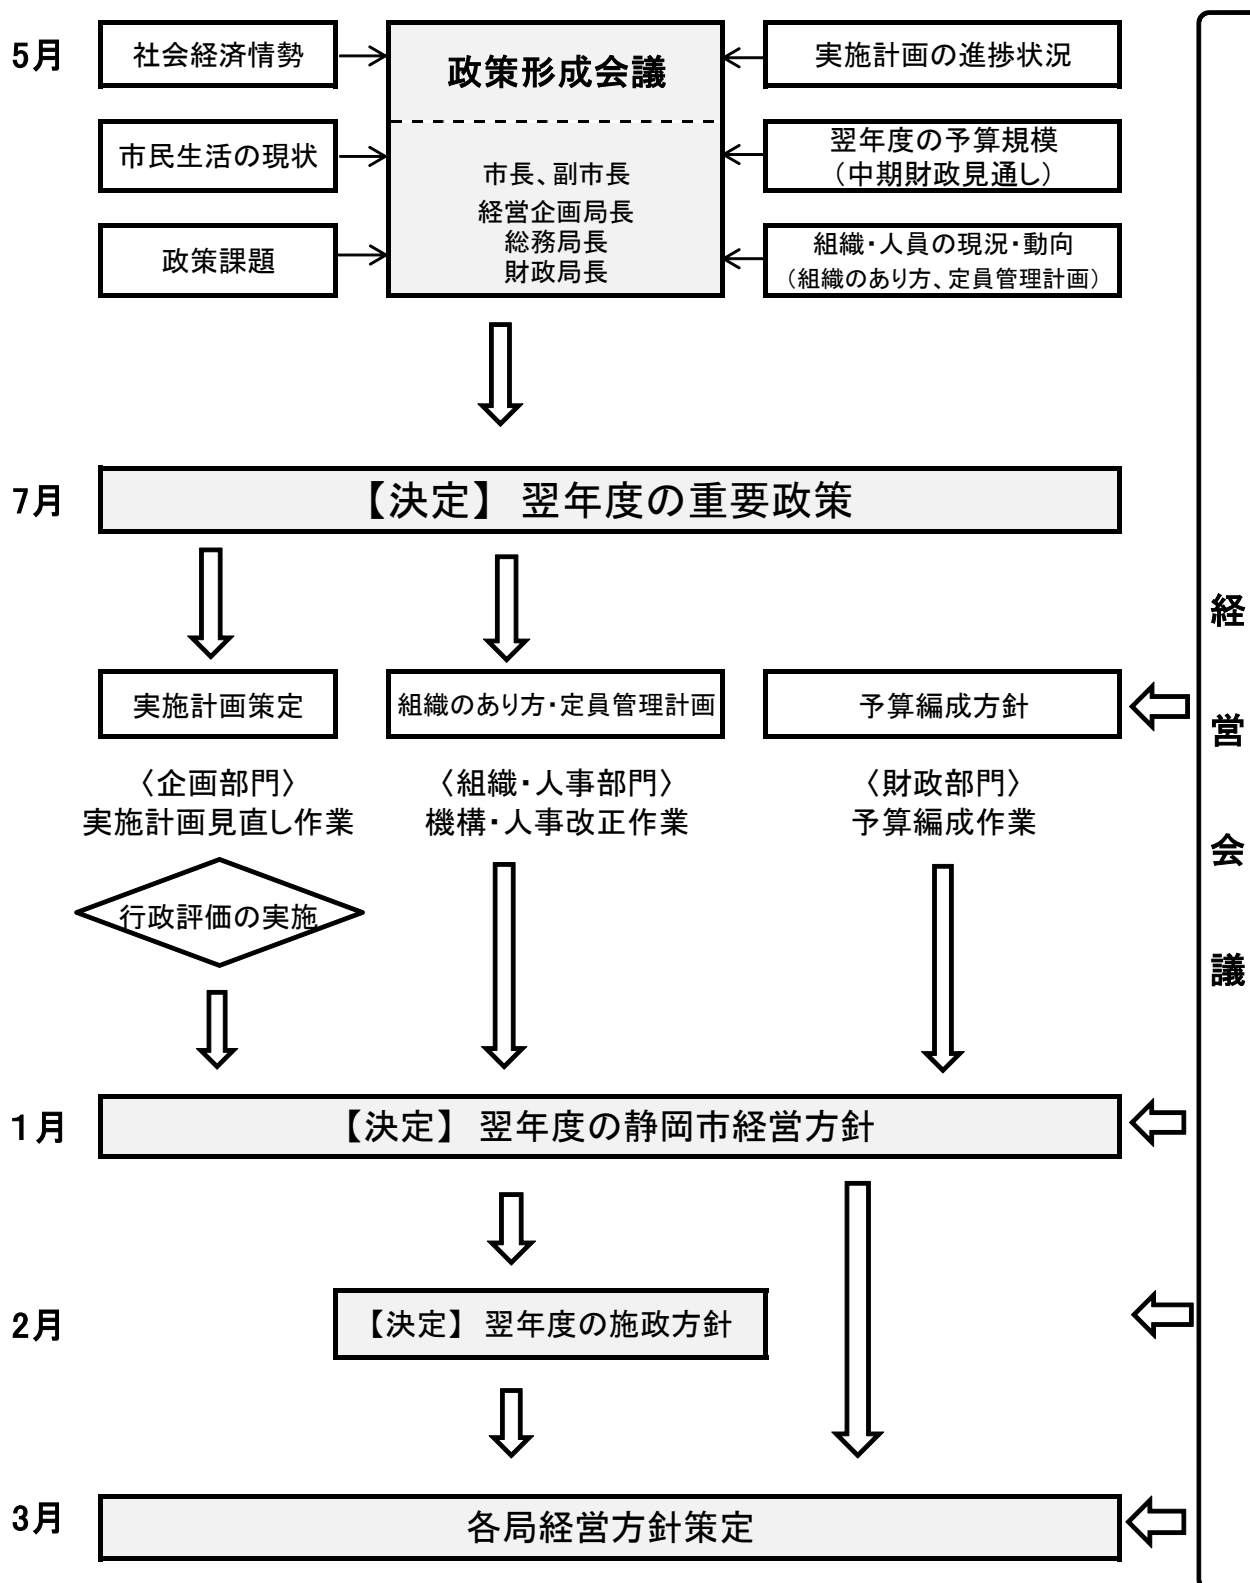 5月
社会経済情勢
市民生活の現状
政策課題
政策形成会議
市長、副市長
経営企画局長
総務局長
財政局長
実施計画の進捗状況
翌年度の予算規模
（中期財政見通し）
組織・人員の現況・動向
（組織のあり方、定員管理計画）
7月
【決定】 翌年度の重要政策
実施計画策定
組織のあり方・定員管理計画
予算編成方針
〈企画部門〉
実施計画見直し作業
〈組織・人事部門〉
機構・人事改正作業
〈財政部門〉
予算編成作業
行政評価の実施
1月
【決定】 翌年度の静岡市経営方針
2月
【決定】 翌年度の施政方針
3月
各局経営方針策定
経営会議